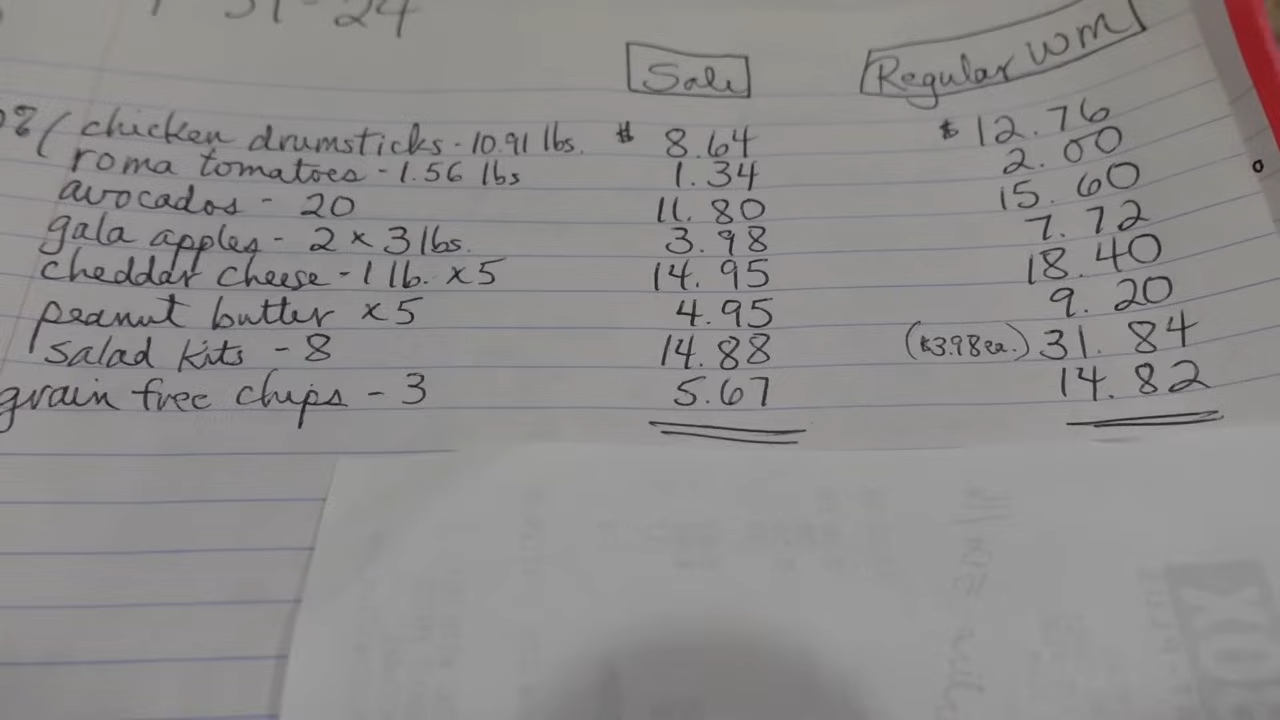 31-24
Sale Regular WM
% ( chicken drumsticks - 10.91 lbs. $ 8.64 $ 12.76
roma tomatoes - 1.56 lbs 1.34 2.00
avocados - 20 11.80 15.60
gala apples - 2 x 3 lbs. 3.98 7.72
cheddar cheese - 1 lb. x 5 14.95 18.40
peanut butter x 5 4.95 9.20
salad kits - 8 14.88 ($3.98 ea.) 31.84
grain free chips - 3 5.67 14.82